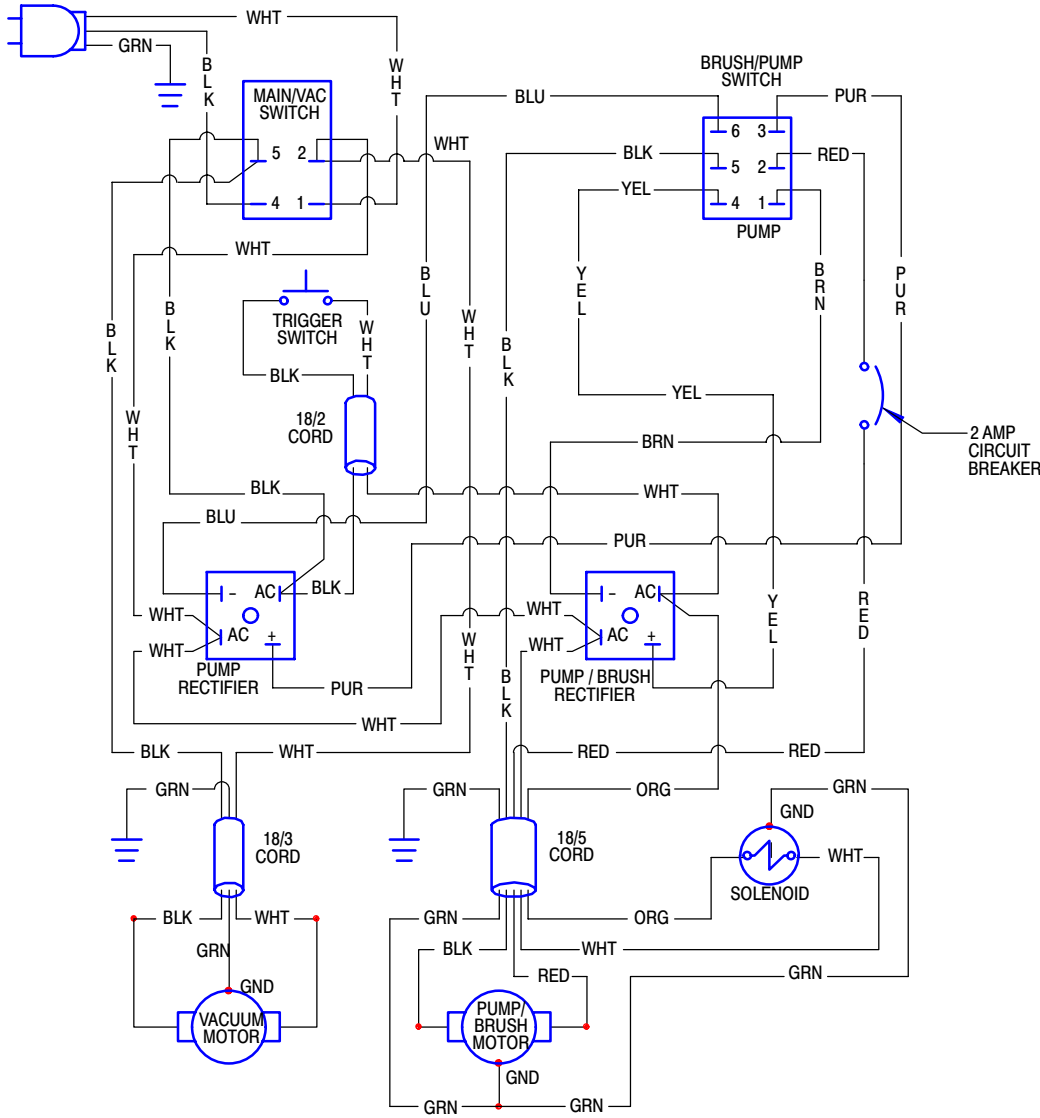 WHT
GRN
BLK
WHT
MAIN/VAC
SWITCH
5 2
4 1
WHT
BLU
BRUSH/PUMP
SWITCH
PUR
6 3
BLK
5 2
RED
YEL
4 1
PUMP
WHT
BLK
BLK
WHT
TRIGGER
SWITCH
WHT
BLU
WHT
BLK
YEL
BRN
PUR
BLK
18/2
CORD
YEL
2 AMP
CIRCUIT
BREAKER
BRN
BLK
WHT
BLU
PUR
- AC
BLK
WHT
AC +
WHT
PUMP
RECTIFIER
PUR
WHT
- AC
WHT
AC +
WHT
PUMP / BRUSH
RECTIFIER
YEL
RED
WHT
BLK
WHT
BLK
WHT
RED
RED
GRN
GRN
ORG
GRN
GND
18/3
CORD
18/5
CORD
WHT
SOLENOID
BLK
WHT
GRN
ORG
GRN
BLK
WHT
GND
RED
GRN
VACUUM
MOTOR
PUMP/
BRUSH
MOTOR
GND
GRN
GRN